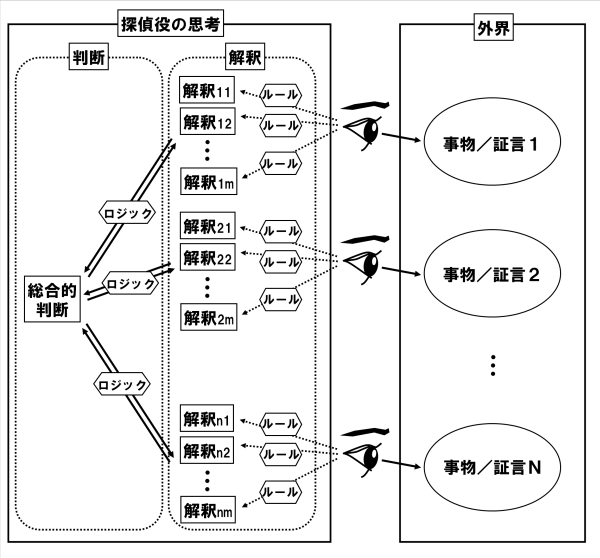 探偵役の思考
外界
判断
解釈
解釈11
ルール
解釈12
ルール
解釈1m
ルール
事物／証言1
ロジック
解釈21
ルール
解釈22
ルール
解釈2m
ルール
事物／証言2
ロジック
総合的
判断
ロジック
解釈n1
ルール
解釈n2
ルール
解釈nm
ルール
事物／証言N